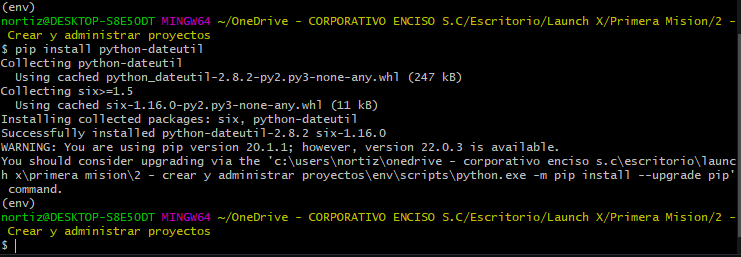 (env)
nortiz@DESKTOP-S8E5ODT MINGW64 ~/OneDrive - CORPORATIVO ENCISO S.C/Escritorio/Launch X/Primera Mision/2 -
 Crear y administrar proyectos
$ pip install python-dateutil
Collecting python-dateutil
  Using cached python_dateutil-2.8.2-py2.py3-none-any.whl (247 kB)
Collecting six>=1.5
  Using cached six-1.16.0-py2.py3-none-any.whl (11 kB)
Installing collected packages: six, python-dateutil
Successfully installed python-dateutil-2.8.2 six-1.16.0
WARNING: You are using pip version 20.1.1; however, version 22.0.3 is available.
You should consider upgrading via the 'c:\users\nortiz\onedrive - corporativo enciso s.c\escritorio\launc
h x\primera mision\2 - crear y administrar proyectos\env\scripts\python.exe -m pip install --upgrade pip'
 command.
(env)
nortiz@DESKTOP-S8E5ODT MINGW64 ~/OneDrive - CORPORATIVO ENCISO S.C/Escritorio/Launch X/Primera Mision/2 -
 Crear y administrar proyectos
$